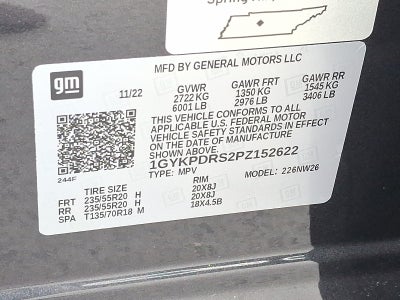 gm
MFD BY GENERAL MOTORS LLC
11/22
GVWR GAWR FRT GAWR RR
2722 KG 1350 KG 1545 KG
6001 LB 2976 LB 3406 LB
THIS VEHICLE CONFORMS TO ALL
APPLICABLE U.S. FEDERAL MOTOR
VEHICLE SAFETY STANDARDS IN EFFECT
ON THE DATE OF MANUFACTURE
SHOWN ABOVE.
1GYKPDRS2PZ152622
244F
TYPE: MPV MODEL: 226NW26
TIRE SIZE RIM
FRT 235/55R20 H 20X8J
RR 235/55R20 H 20X8J
SPA T135/70R18 M 18X4.5B